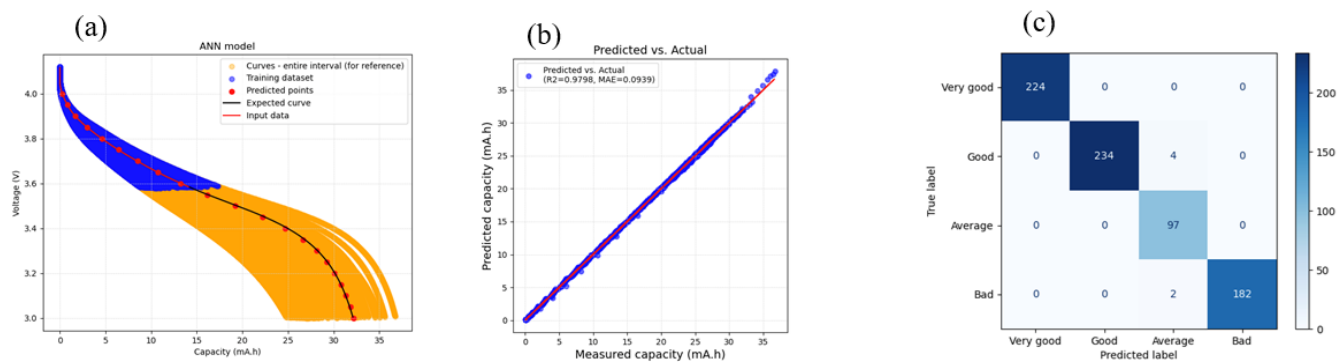 (a)
ANN model
Curves - entire interval (for reference)
Training dataset
Predicted points
Expected curve
Input data
Voltage (V)
4.0
3.8
3.6
3.4
3.2
3.0
0 5 10 15 20 25 30 35
Capacity (mA.h)
(b)
Predicted vs. Actual
Predicted vs. Actual
(R2=0.9798, MAE=0.0939)
Predicted capacity (mA.h)
35
30
25
20
15
10
5
0
0 5 10 15 20 25 30 35
Measured capacity (mA.h)
(c)
True label
Very good 224 0 0 0
Good 0 234 4 0
Average 0 0 97 0
Bad 0 0 2 182
Very good Good Average Bad
Predicted label
200
150
100
50
0